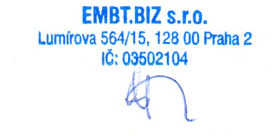 EMBT.BIZ s.r.o.
Lumírova 564/15, 128 00 Praha 2
IČ: 03502104